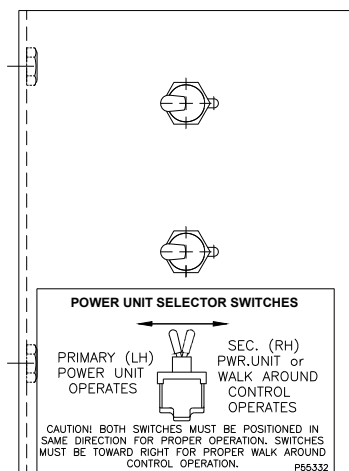 POWER UNIT SELECTOR SWITCHES
PRIMARY (LH)
POWER UNIT
OPERATES
SEC. (RH)
PWR.UNIT or
WALK AROUND
CONTROL
OPERATES
CAUTION! BOTH SWITCHES MUST BE POSITIONED IN
SAME DIRECTION FOR PROPER OPERATION. SWITCHES
MUST BE TOWARD RIGHT FOR PROPER WALK AROUND
CONTROL OPERATION.
P55332